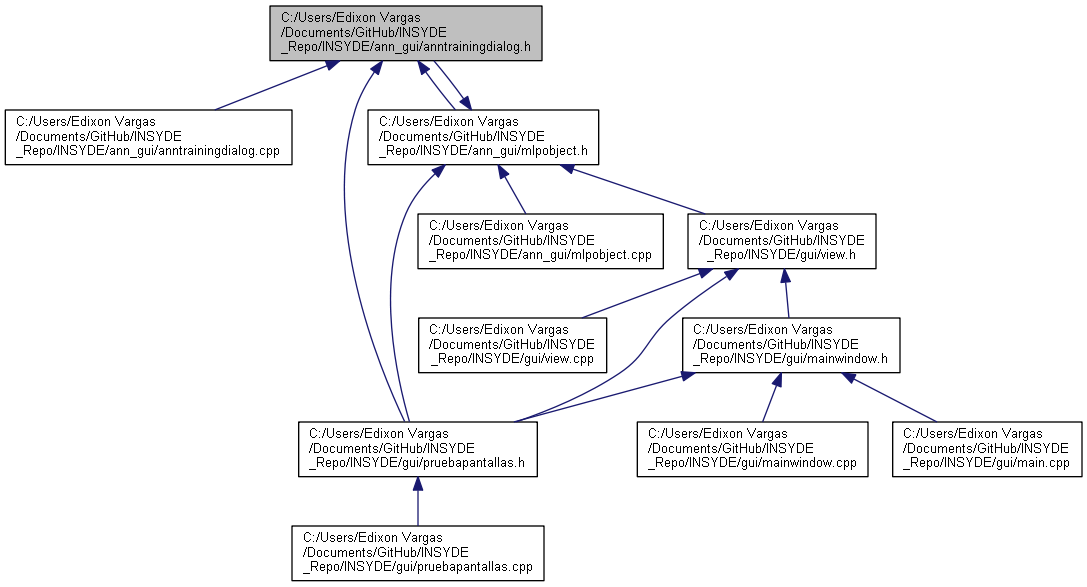 C:/Users/Edixon Vargas
/Documents/GitHub/INSYDE
_Repo/INSYDE/ann_gui/anntrainingdialog.h
C:/Users/Edixon Vargas
/Documents/GitHub/INSYDE
_Repo/INSYDE/ann_gui/anntrainingdialog.cpp
C:/Users/Edixon Vargas
/Documents/GitHub/INSYDE
_Repo/INSYDE/ann_gui/mlpobject.h
C:/Users/Edixon Vargas
/Documents/GitHub/INSYDE
_Repo/INSYDE/ann_gui/mlpobject.cpp
C:/Users/Edixon Vargas
/Documents/GitHub/INSYDE
_Repo/INSYDE/gui/view.h
C:/Users/Edixon Vargas
/Documents/GitHub/INSYDE
_Repo/INSYDE/gui/view.cpp
C:/Users/Edixon Vargas
/Documents/GitHub/INSYDE
_Repo/INSYDE/gui/mainwindow.h
C:/Users/Edixon Vargas
/Documents/GitHub/INSYDE
_Repo/INSYDE/gui/pruebapantallas.h
C:/Users/Edixon Vargas
/Documents/GitHub/INSYDE
_Repo/INSYDE/gui/mainwindow.cpp
C:/Users/Edixon Vargas
/Documents/GitHub/INSYDE
_Repo/INSYDE/gui/main.cpp
C:/Users/Edixon Vargas
/Documents/GitHub/INSYDE
_Repo/INSYDE/gui/pruebapantallas.cpp